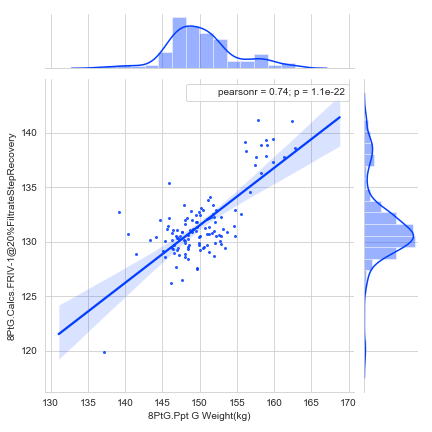 pearsonr = 0.74; p = 1.1e-22
140
135
130
125
120
8PtG.Calcs.FRIV-1@20%FiltrateStepRecovery
130 135 140 145 150 155 160 165 170
8PtG.Ppt G Weight(kg)